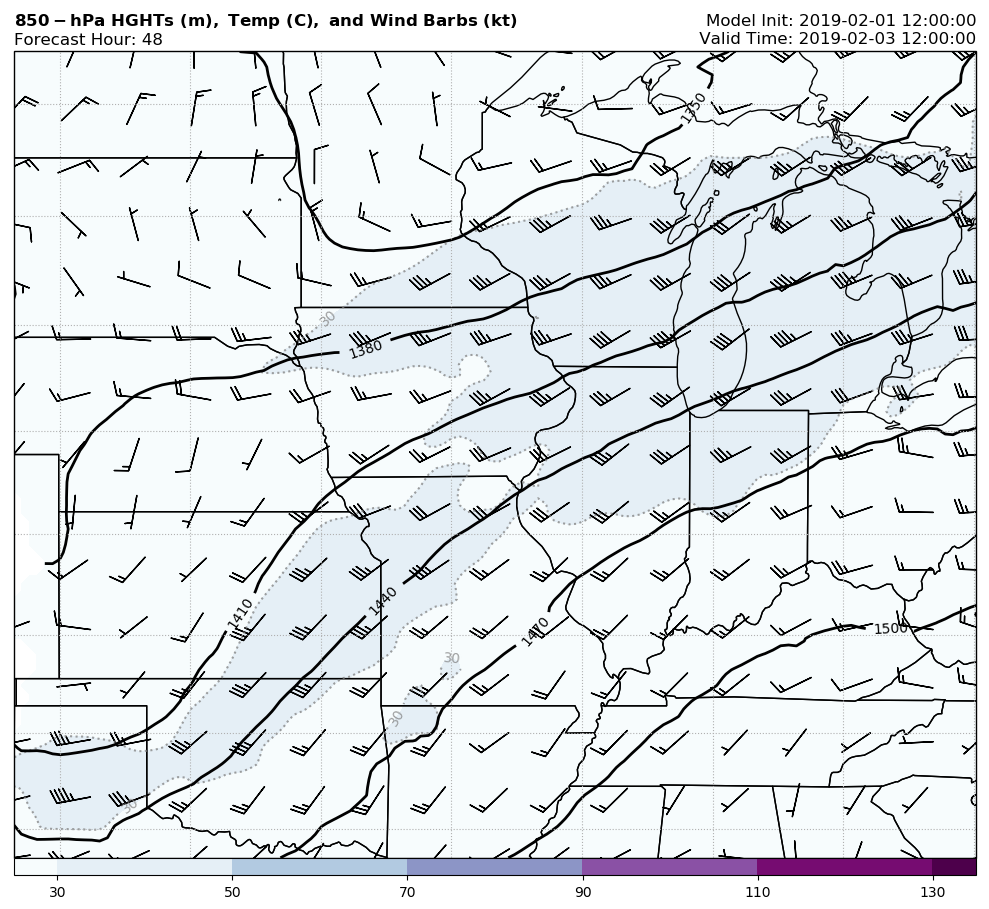 850-hPa HGHTs (m), Temp (C), and Wind Barbs (kt)
Model Init: 2019-02-01 12:00:00
Forecast Hour: 48
Valid Time: 2019-02-03 12:00:00
1350
30
1380
1410
1440
1470
1500
30
30
30
30 50 70 90 110 130